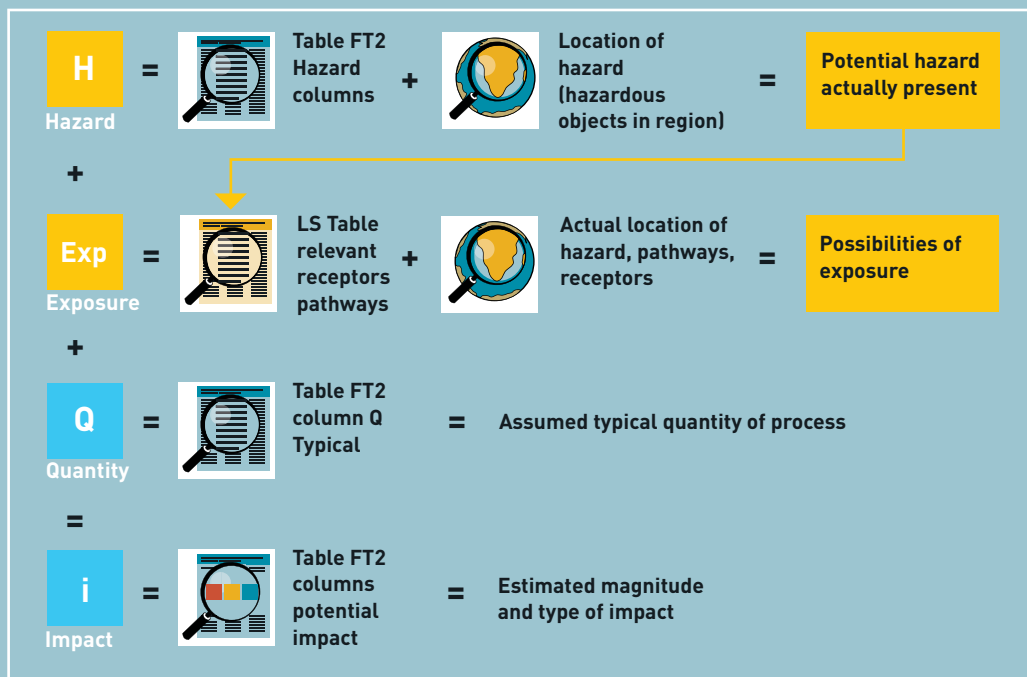 H
Hazard
=
Table FT2
Hazard
columns
+
Location of
hazard
(hazardous
objects in region)
=
Potential hazard
actually present
+
Exp
Exposure
=
LS Table
relevant
receptors
pathways
+
Actual location of
hazard, pathways,
receptors
=
Possibilities of
exposure
+
Q
Quantity
=
Table FT2
column Q
Typical
=
Assumed typical quantity of process
=
i
Impact
=
Table FT2
columns
potential
impact
=
Estimated magnitude
and type of impact